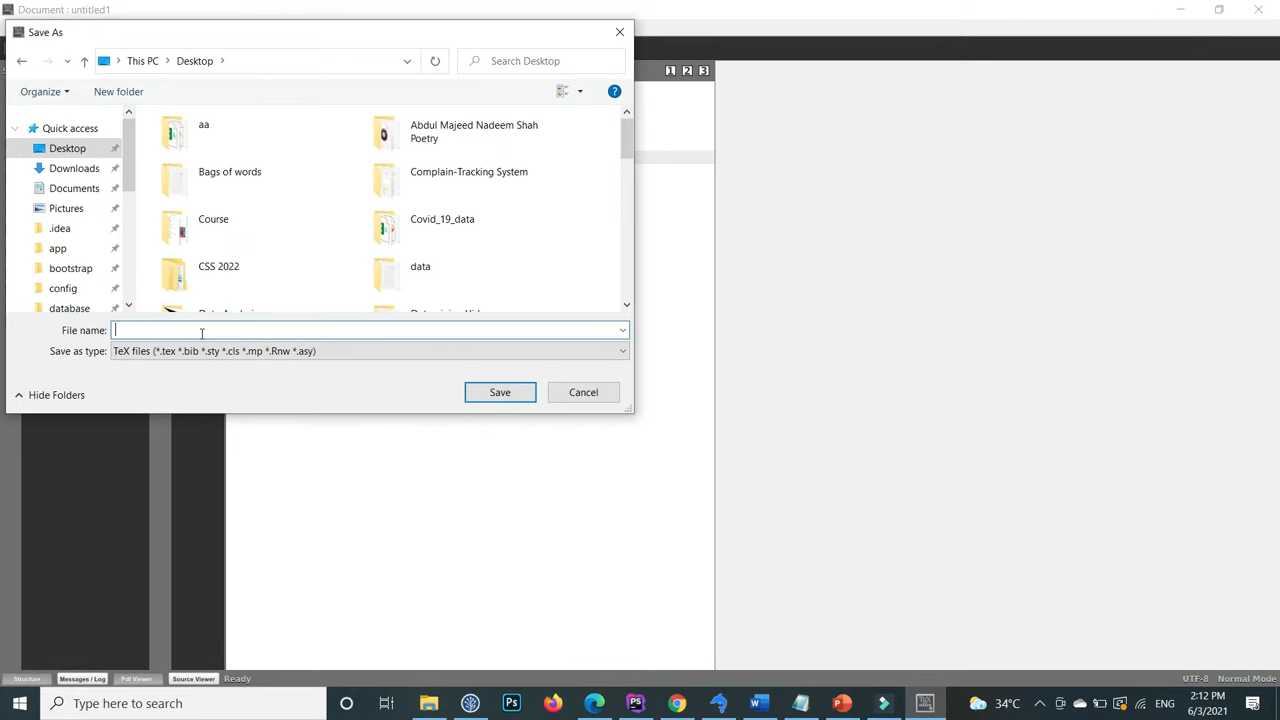 Document : untitled1
Save As
This PC
Desktop
Search Desktop
Organize
New folder
Quick access
Desktop
Downloads
Documents
Pictures
.idea
app
bootstrap
config
database
aa
Abdul Majeed Nadeem Shah
Poetry
Bags of words
Complain-Tracking System
Course
Covid_19_data
CSS 2022
data
File name:
Save as type:
TeX files (*.tex *.bib *.sty *.cls *.mp *.Rnw *.asy)
Hide Folders
Save
Cancel
1 2 3
Structure
Messages / Log
Pdf Viewer
Source Viewer
Ready
UTF-8
Normal Mode
Type here to search
34°C
ENG
2:12 PM
6/3/2021